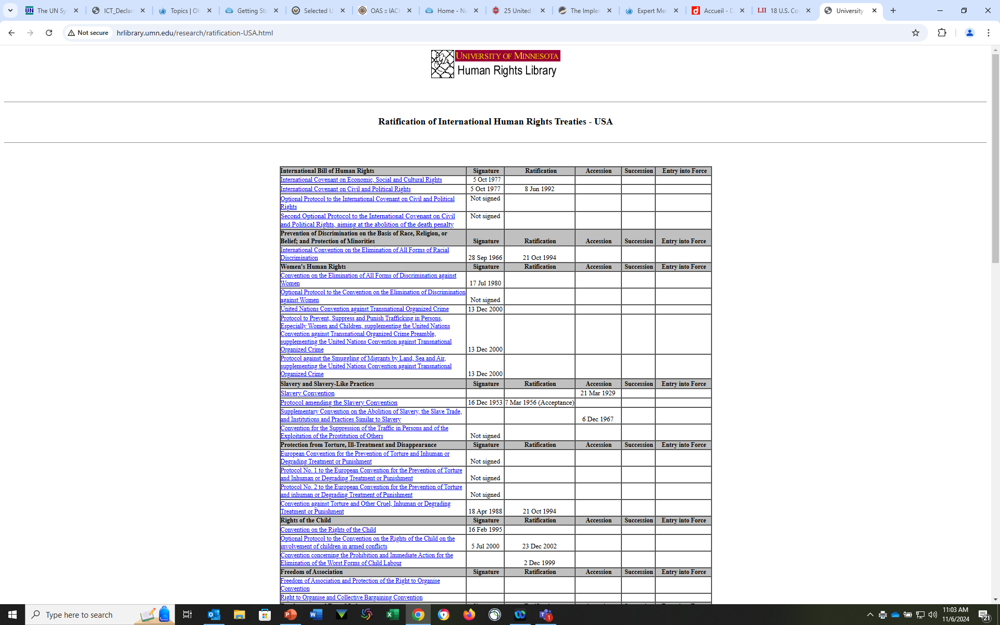 The UN Sy
ICT_Declar
Topics | OH
Getting Sta
Selected U
OAS :: IACH
Home - Na
25 United
The Implem
Expert Mee
Accueil - D
LII 18 U.S. Co
University
Not secure hrlibrary.umn.edu/research/ratification-USA.html
UNIVERSITY OF MINNESOTA
Human Rights Library
Ratification of International Human Rights Treaties - USA
International Bill of Human Rights Signature Ratification Accession Succession Entry into Force
International Covenant on Economic, Social and Cultural Rights 5 Oct 1977
International Covenant on Civil and Political Rights 5 Oct 1977 8 Jun 1992
Optional Protocol to the International Covenant on Civil and Political Not signed
Rights
Second Optional Protocol to the International Covenant on Civil Not signed
and Political Rights, aiming at the abolition of the death penalty
Prevention of Discrimination on the Basis of Race, Religion, or
Belief; and Protection of Minorities Signature Ratification Accession Succession Entry into Force
International Convention on the Elimination of All Forms of Racial
Discrimination 28 Sep 1966 21 Oct 1994
Women's Human Rights Signature Ratification Accession Succession Entry into Force
Convention on the Elimination of All Forms of Discrimination against
Women 17 Jul 1980
Optional Protocol to the Convention on the Elimination of Discrimination
against Women Not signed
United Nations Convention against Transnational Organized Crime 13 Dec 2000
Protocol to Prevent, Suppress and Punish Trafficking in Persons,
Especially Women and Children, supplementing the United Nations
Convention against Transnational Organized Crime Preamble,
supplementing the United Nations Convention against Transnational
Organized Crime 13 Dec 2000
Protocol against the Smuggling of Migrants by Land, Sea and Air,
supplementing the United Nations Convention against Transnational
Organized Crime 13 Dec 2000
Slavery and Slavery-Like Practices Signature Ratification Accession Succession Entry into Force
Slavery Convention 21 Mar 1929
Protocol amending the Slavery Convention 16 Dec 1953 7 Mar 1956 (Acceptance)
Supplementary Convention on the Abolition of Slavery, the Slave Trade,
and Institutions and Practices Similar to Slavery 6 Dec 1967
Convention for the Suppression of the Traffic in Persons and of the
Exploitation of the Prostitution of Others Not signed
Protection from Torture, Ill-Treatment and Disappearance Signature Ratification Accession Succession Entry into Force
European Convention for the Prevention of Torture and Inhuman or
Degrading Treatment or Punishment Not signed
Protocol No. 1 to the European Convention for the Prevention of Torture
and Inhuman or Degrading Treatment or Punishment Not signed
Protocol No. 2 to the European Convention for the Prevention of Torture
and inhuman or Degrading Treatment of Punishment Not signed
Convention against Torture and Other Cruel, Inhuman or Degrading
Treatment or Punishment 18 Apr 1988 21 Oct 1994
Rights of the Child Signature Ratification Accession Succession Entry into Force
Convention on the Rights of the Child 16 Feb 1995
Optional Protocol to the Convention on the Rights of the Child on the
involvement of children in armed conflicts 5 Jul 2000 23 Dec 2002
Convention concerning the Prohibition and Immediate Action for the
Elimination of the Worst Forms of Child Labour 2 Dec 1999
Freedom of Association Signature Ratification Accession Succession Entry into Force
Freedom of Association and Protection of the Right to Organise
Convention
Right to Organise and Collective Bargaining Convention
Type here to search
11:03 AM
11/6/2024
21